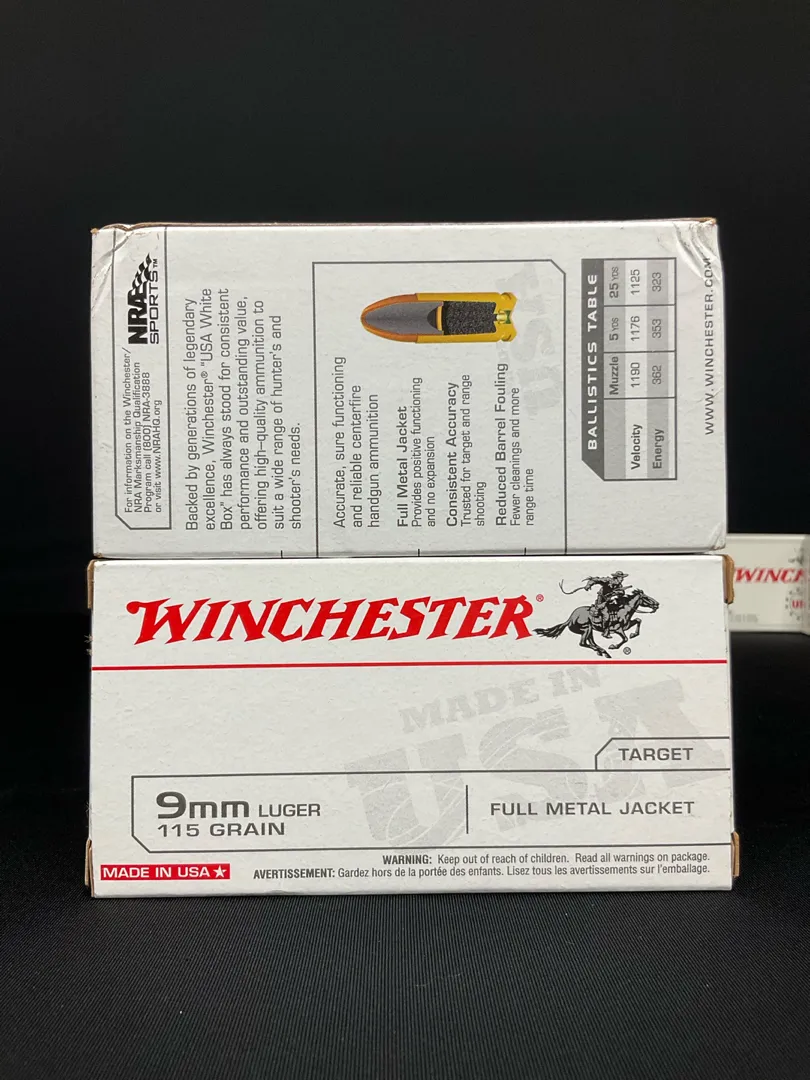 For information on the Winchester/
NRA Marksmanship Qualification
Program call (800) NRA-3888
or visit www.NRAHQ.org
NRA
SPORTS™
Backed by generations of legendary
excellence, Winchester® "USA White
Box" has always stood for consistent
performance and outstanding value,
offering high-quality ammunition to
suit a wide range of hunter's and
shooter's needs.
Accurate, sure functioning
and reliable centerfire
handgun ammunition
Full Metal Jacket
Provides positive functioning
and no expansion
Consistent Accuracy
Trusted for target and range
shooting
Reduced Barrel Fouling
Fewer cleanings and more
range time
BALLISTICS TABLE
Muzzle 5 YDS 25 YDS
Velocity 1190 1176 1125
Energy 362 353 323
WWW.WINCHESTER.COM
WINCHESTER®
MADE IN
USA
TARGET
9mm LUGER
115 GRAIN
FULL METAL JACKET
MADE IN USA
WARNING: Keep out of reach of children. Read all warnings on package.
AVERTISSEMENT: Gardez hors de la portée des enfants. Lisez tous les avertissements sur l'emballage.
WINCH